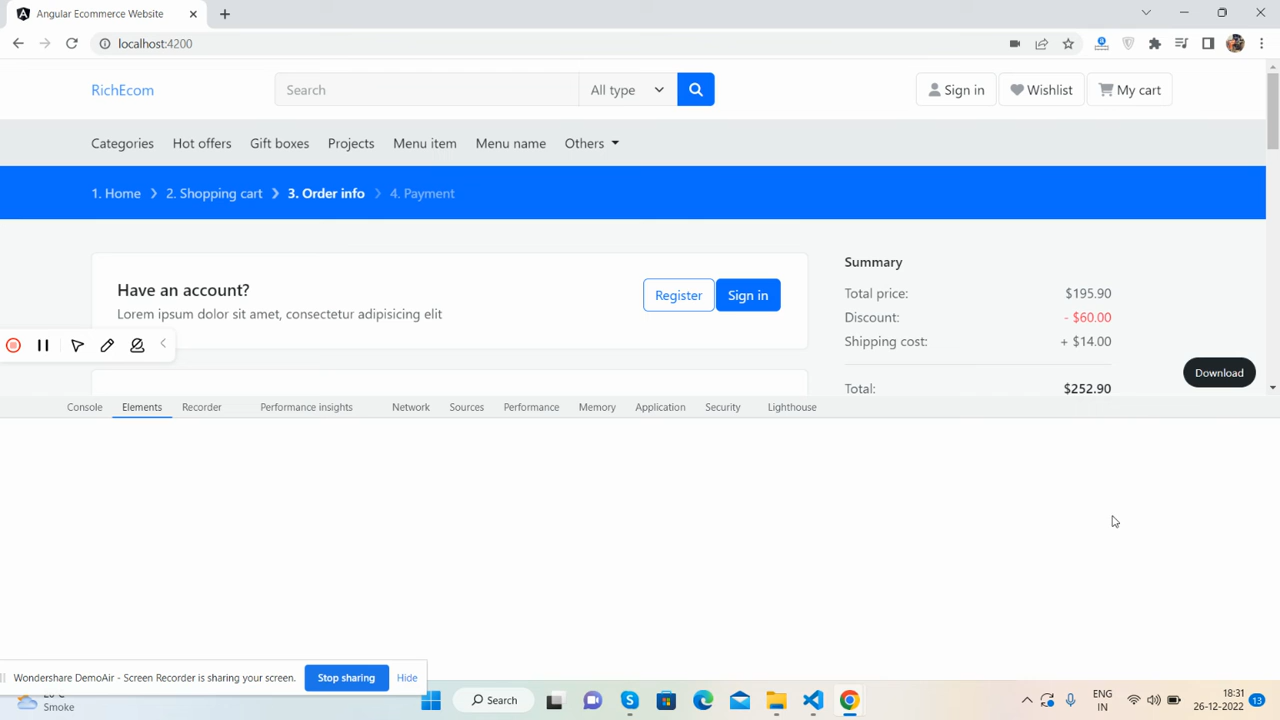 Angular Ecommerce Website
localhost:4200
RichEcom
Search
All type
Sign in
Wishlist
My cart
Categories
Hot offers
Gift boxes
Projects
Menu item
Menu name
Others
1. Home
2. Shopping cart
3. Order info
4. Payment
Have an account?
Lorem ipsum dolor sit amet, consectetur adipisicing elit
Register
Sign in
Summary
Total price: $195.90
Discount: - $60.00
Shipping cost: + $14.00
Total: $252.90
Download
Console
Elements
Recorder
Performance insights
Network
Sources
Performance
Memory
Application
Security
Lighthouse
Wondershare DemoAir - Screen Recorder is sharing your screen.
Stop sharing
Hide
Smoke
Search
ENG
IN
18:31
26-12-2022
13